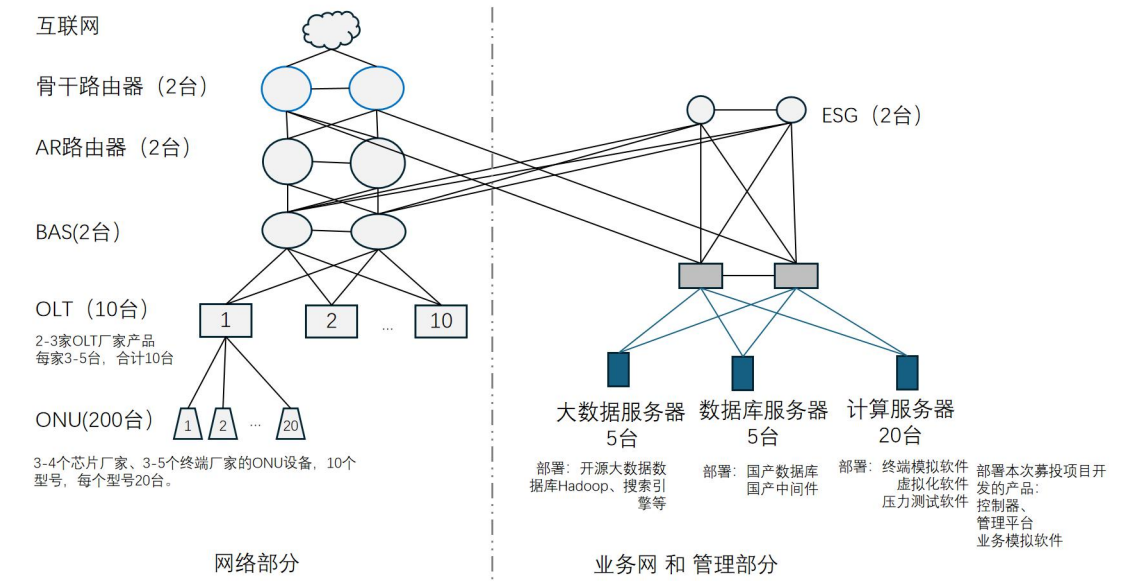 互联网
骨干路由器（2台）
AR路由器（2台）
BAS(2台）
OLT（10台）
2-3家OLT厂家产品
每家3-5台，合计10台
1
2
...
10
ONU(200台）
1
2
...
20
3-4个芯片厂家、3-5个终端厂家的ONU设备，10个
型号，每个型号20台。
网络部分
ESG（2台）
大数据服务器
5台
部署：开源大数据数
据库Hadoop、搜索引
擎等
数据库服务器
5台
部署：国产数据库
国产中间件
计算服务器
20台
部署：终端模拟软件
虚拟化软件
压力测试软件
部署本次募投项目开
发的产品：
控制器、
管理平台
业务模拟软件
业务网 和 管理部分